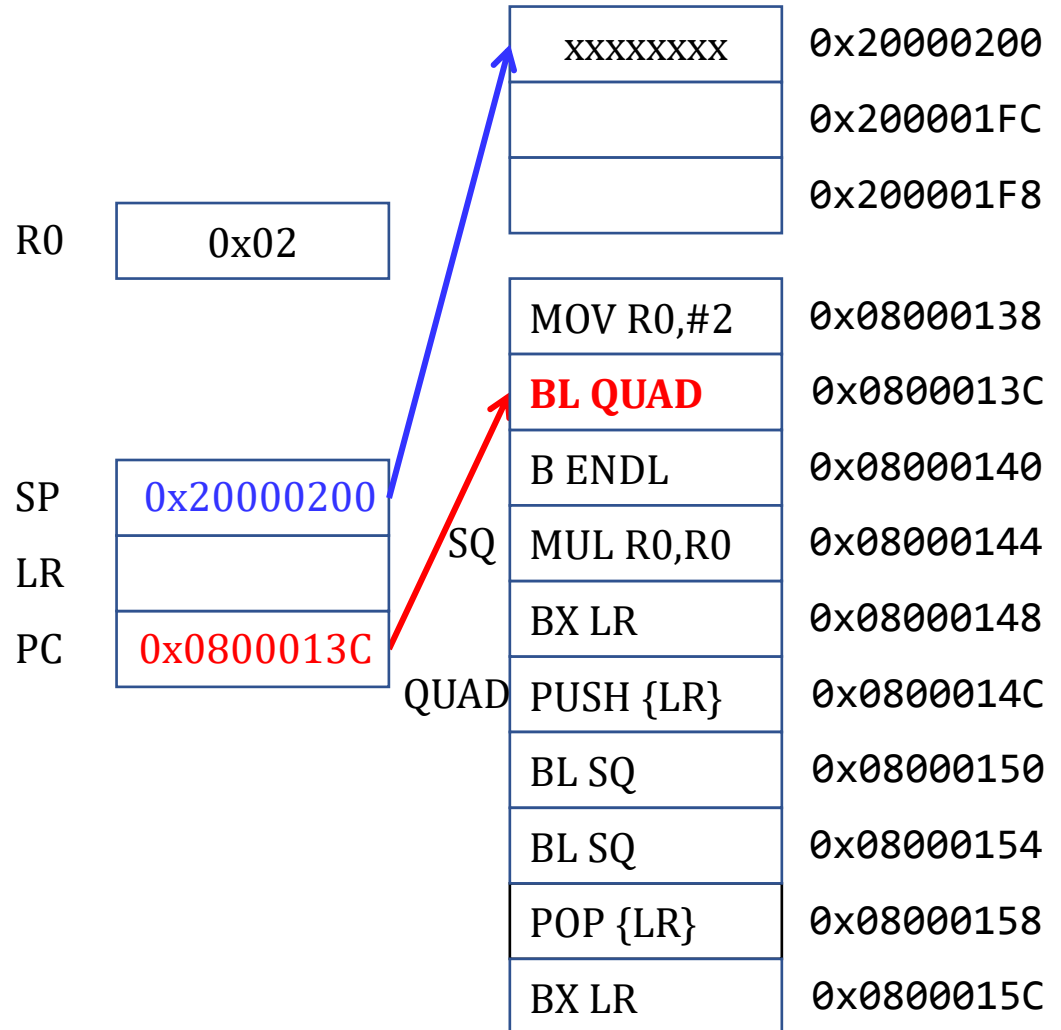 xxxxxxxx 0x20000200
0x200001FC
0x200001F8
R0 0x02
MOV R0,#2 0x08000138
BL QUAD 0x0800013C
B ENDL 0x08000140
SP 0x20000200
SQ MUL R0,R0 0x08000144
LR
BX LR 0x08000148
PC 0x0800013C
QUAD PUSH {LR} 0x0800014C
BL SQ 0x08000150
BL SQ 0x08000154
POP {LR} 0x08000158
BX LR 0x0800015C